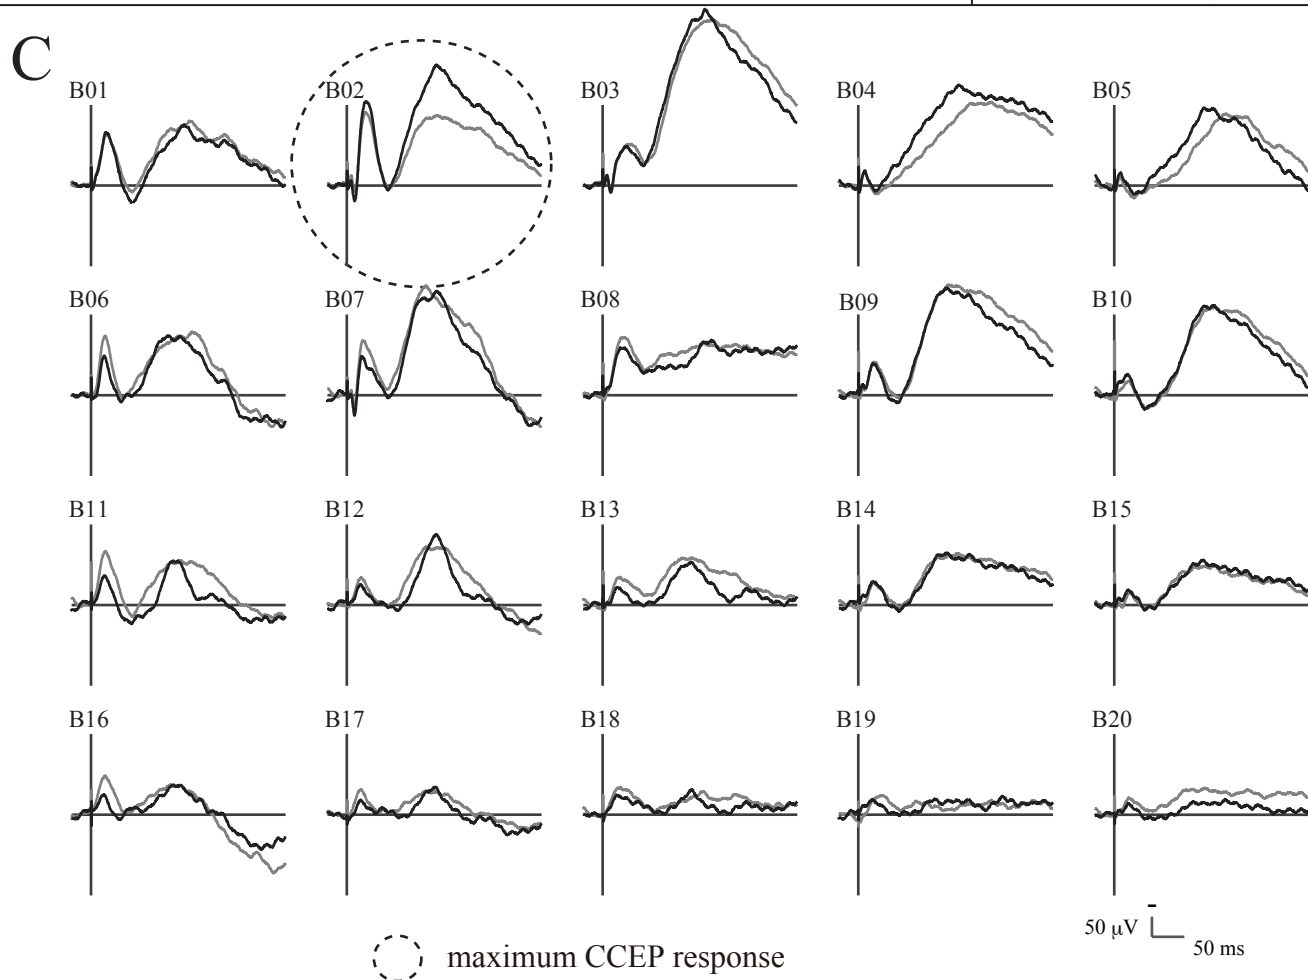 C
B01 B02 B03 B04 B05
B06 B07 B08 B09 B10
B11 B12 B13 B14 B15
B16 B17 B18 B19 B20
-
50 μV
50 ms
maximum CCEP response